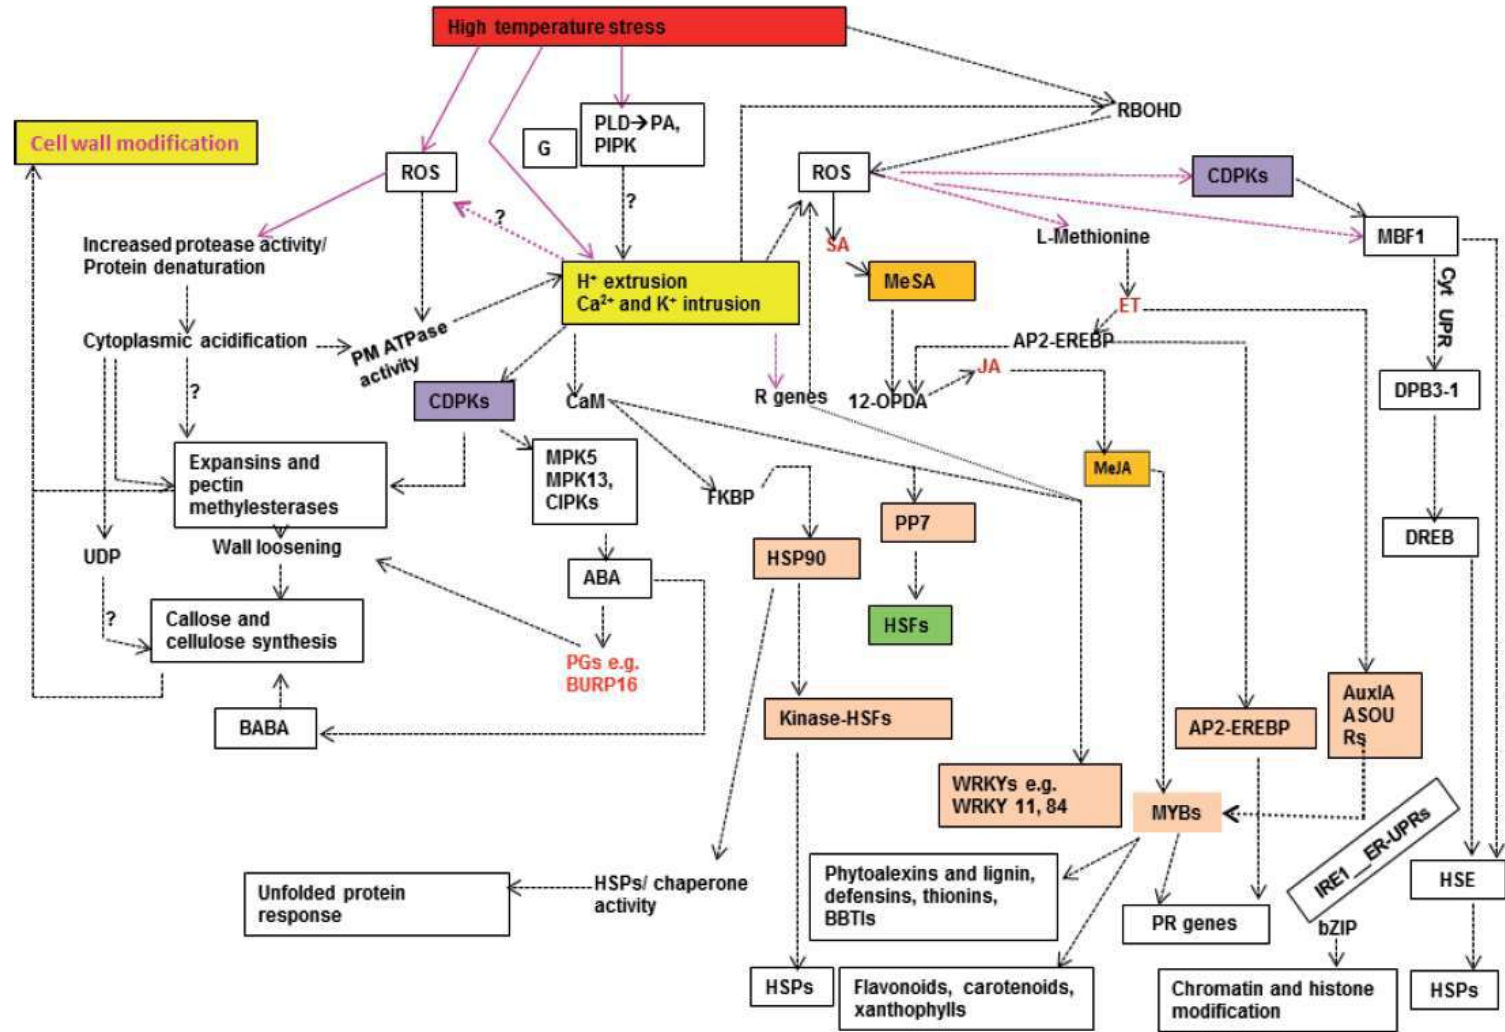 High temperature stress
RBOHD
PLD→PA,
PIPK
G
Cell wall modification
ROS
ROS
CDPKs
?
?
SA
L-Methionine
MBF1
Increased protease activity/
Protein denaturation
H⁺ extrusion
Ca²⁺ and K⁺ intrusion
MeSA
Cyt UPR
ET
Cytoplasmic acidification
PM ATPase
activity
AP2-EREBP
JA
?
CDPKs
CaM
R genes
12-OPDA
DPB3-1
Expansins and
pectin
methylesterases
MPK5
MPK13,
CIPKs
MeJA
FKBP
PP7
DREB
UDP
Wall loosening
HSP90
ABA
?
Callose and
cellulose synthesis
HSFs
PGs e.g.
BURP16
AuxIA
ASOU
Rs
BABA
Kinase-HSFs
AP2-EREBP
WRKYs e.g.
WRKY 11, 84
MYBs
IRE1__ER-UPRs
Unfolded protein
response
HSPs/ chaperone
activity
Phytoalexins and lignin,
defensins, thionins,
BBTIs
HSE
PR genes
bZIP
HSPs
Flavonoids, carotenoids,
xanthophylls
Chromatin and histone
modification
HSPs